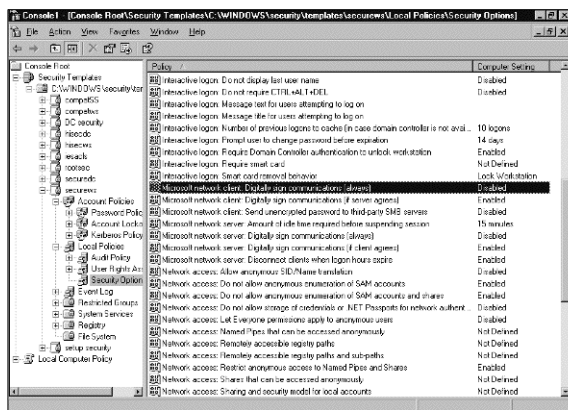 Console1 - [Console Root\Security Templates\C:\WINDOWS\security\templates\securews\Local Policies\Security Options]
File Action View Favorites Window Help
Console Root
Security Templates
C:\WINDOWS\security\ter
compatSS
compatws
DC security
hisecdc
hisecws
iesacls
rootsec
securedc
securews
Account Policies
Password Polic
Account Locko
Kerberos Policy
Local Policies
Audit Policy
User Rights Ass
Security Option
Event Log
Restricted Groups
System Services
Registry
File System
setup security
Local Computer Policy
Policy Computer Setting
Interactive logon: Do not display last user name Disabled
Interactive logon: Do not require CTRL+ALT+DEL Disabled
Interactive logon: Message text for users attempting to log on
Interactive logon: Message title for users attempting to log on
Interactive logon: Number of previous logons to cache (in case domain controller is not avai... 10 logons
Interactive logon: Prompt user to change password before expiration 14 days
Interactive logon: Require Domain Controller authentication to unlock workstation Enabled
Interactive logon: Require smart card Not Defined
Interactive logon: Smart card removal behavior Lock Workstation
Microsoft network client: Digitally sign communications (always) Disabled
Microsoft network client: Digitally sign communications (if server agrees) Enabled
Microsoft network client: Send unencrypted password to third-party SMB servers Disabled
Microsoft network server: Amount of idle time required before suspending session 15 minutes
Microsoft network server: Digitally sign communications (always) Disabled
Microsoft network server: Digitally sign communications (if client agrees) Enabled
Microsoft network server: Disconnect clients when logon hours expire Enabled
Network access: Allow anonymous SID/Name translation Disabled
Network access: Do not allow anonymous enumeration of SAM accounts Enabled
Network access: Do not allow anonymous enumeration of SAM accounts and shares Enabled
Network access: Do not allow storage of credentials or .NET Passports for network authent... Disabled
Network access: Let Everyone permissions apply to anonymous users Disabled
Network access: Named Pipes that can be accessed anonymously Not Defined
Network access: Remotely accessible registry paths Not Defined
Network access: Remotely accessible registry paths and sub-paths Not Defined
Network access: Restrict anonymous access to Named Pipes and Shares Enabled
Network access: Shares that can be accessed anonymously Not Defined
Network access: Sharing and security model for local accounts Not Defined